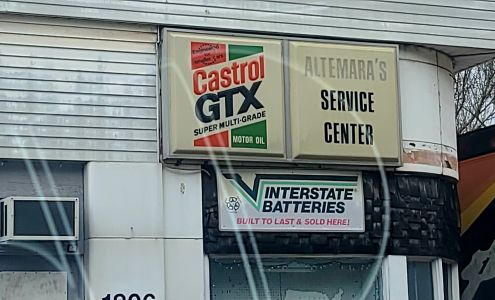 Castrol
GTX
SUPER MULTI-GRADE
MOTOR OIL
ALTEMARA'S
SERVICE
CENTER
INTERSTATE
BATTERIES
BUILT TO LAST & SOLD HERE!